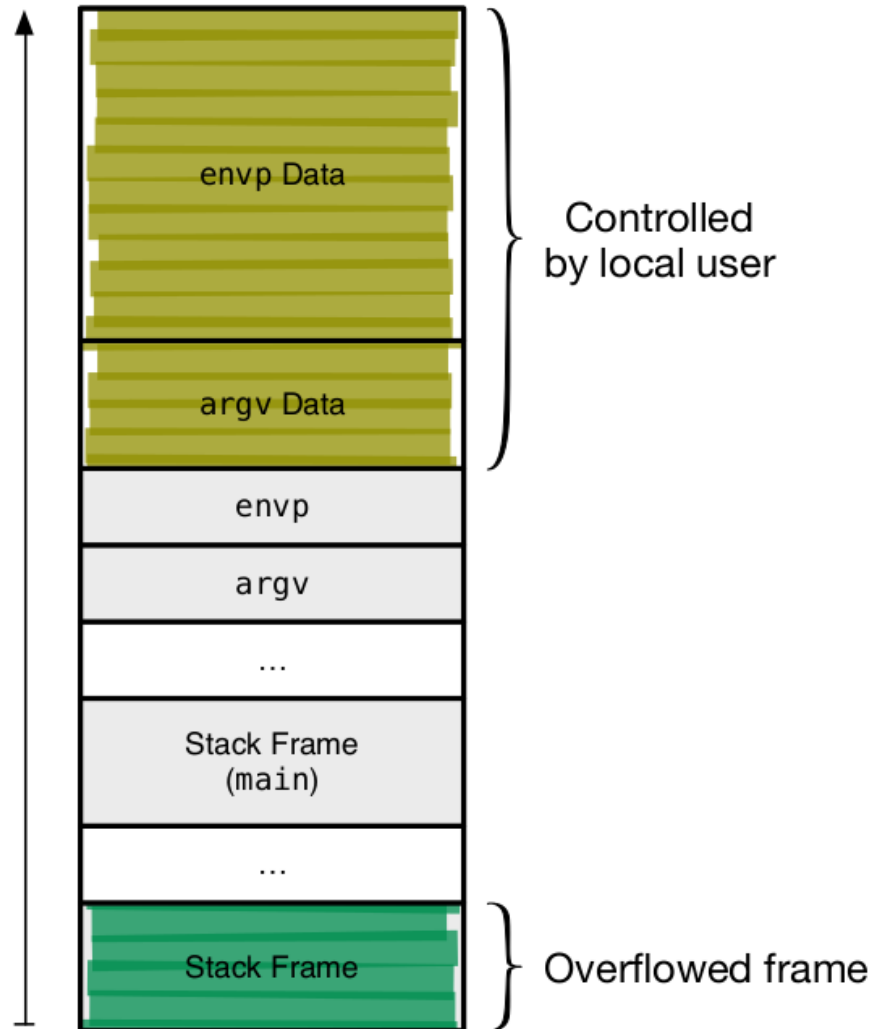 envp Data
Controlled
by local user
argv Data
envp
argv
...
Stack Frame
(main)
...
Stack Frame
Overflowed frame